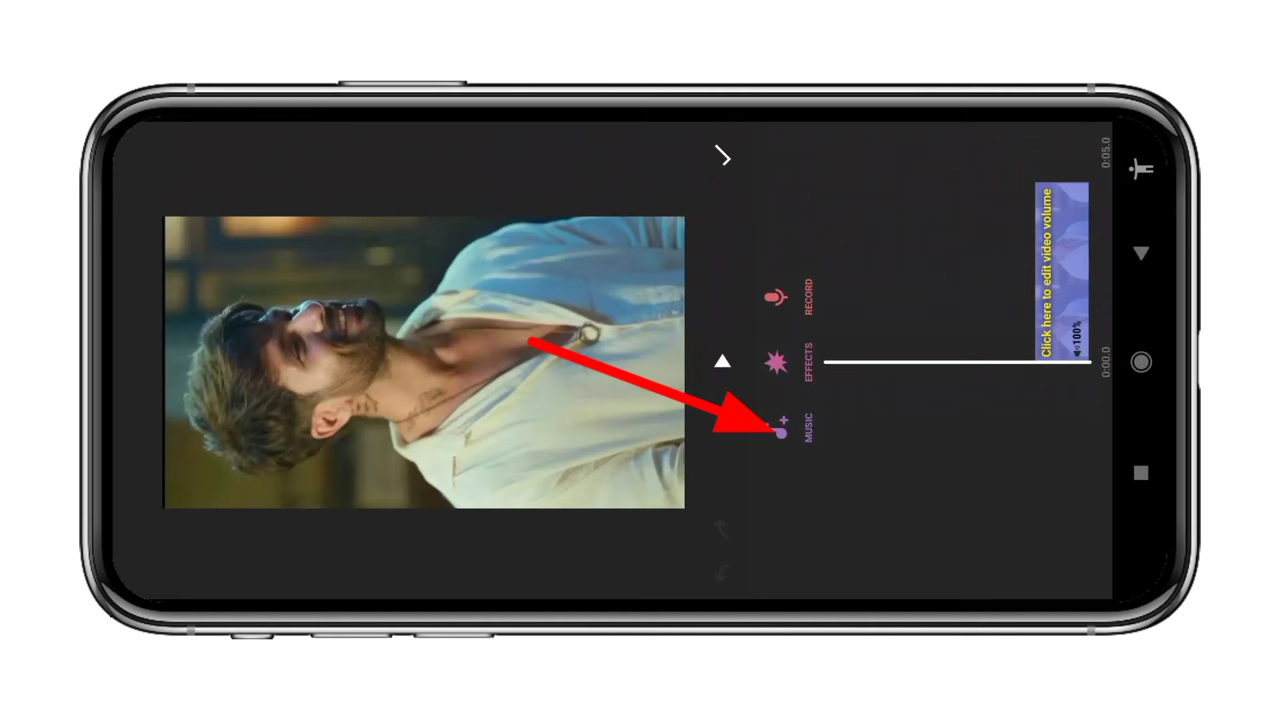 MUSIC
EFFECTS
RECORD
Click here to edit video volume
100%
0:00.0
0:05.0